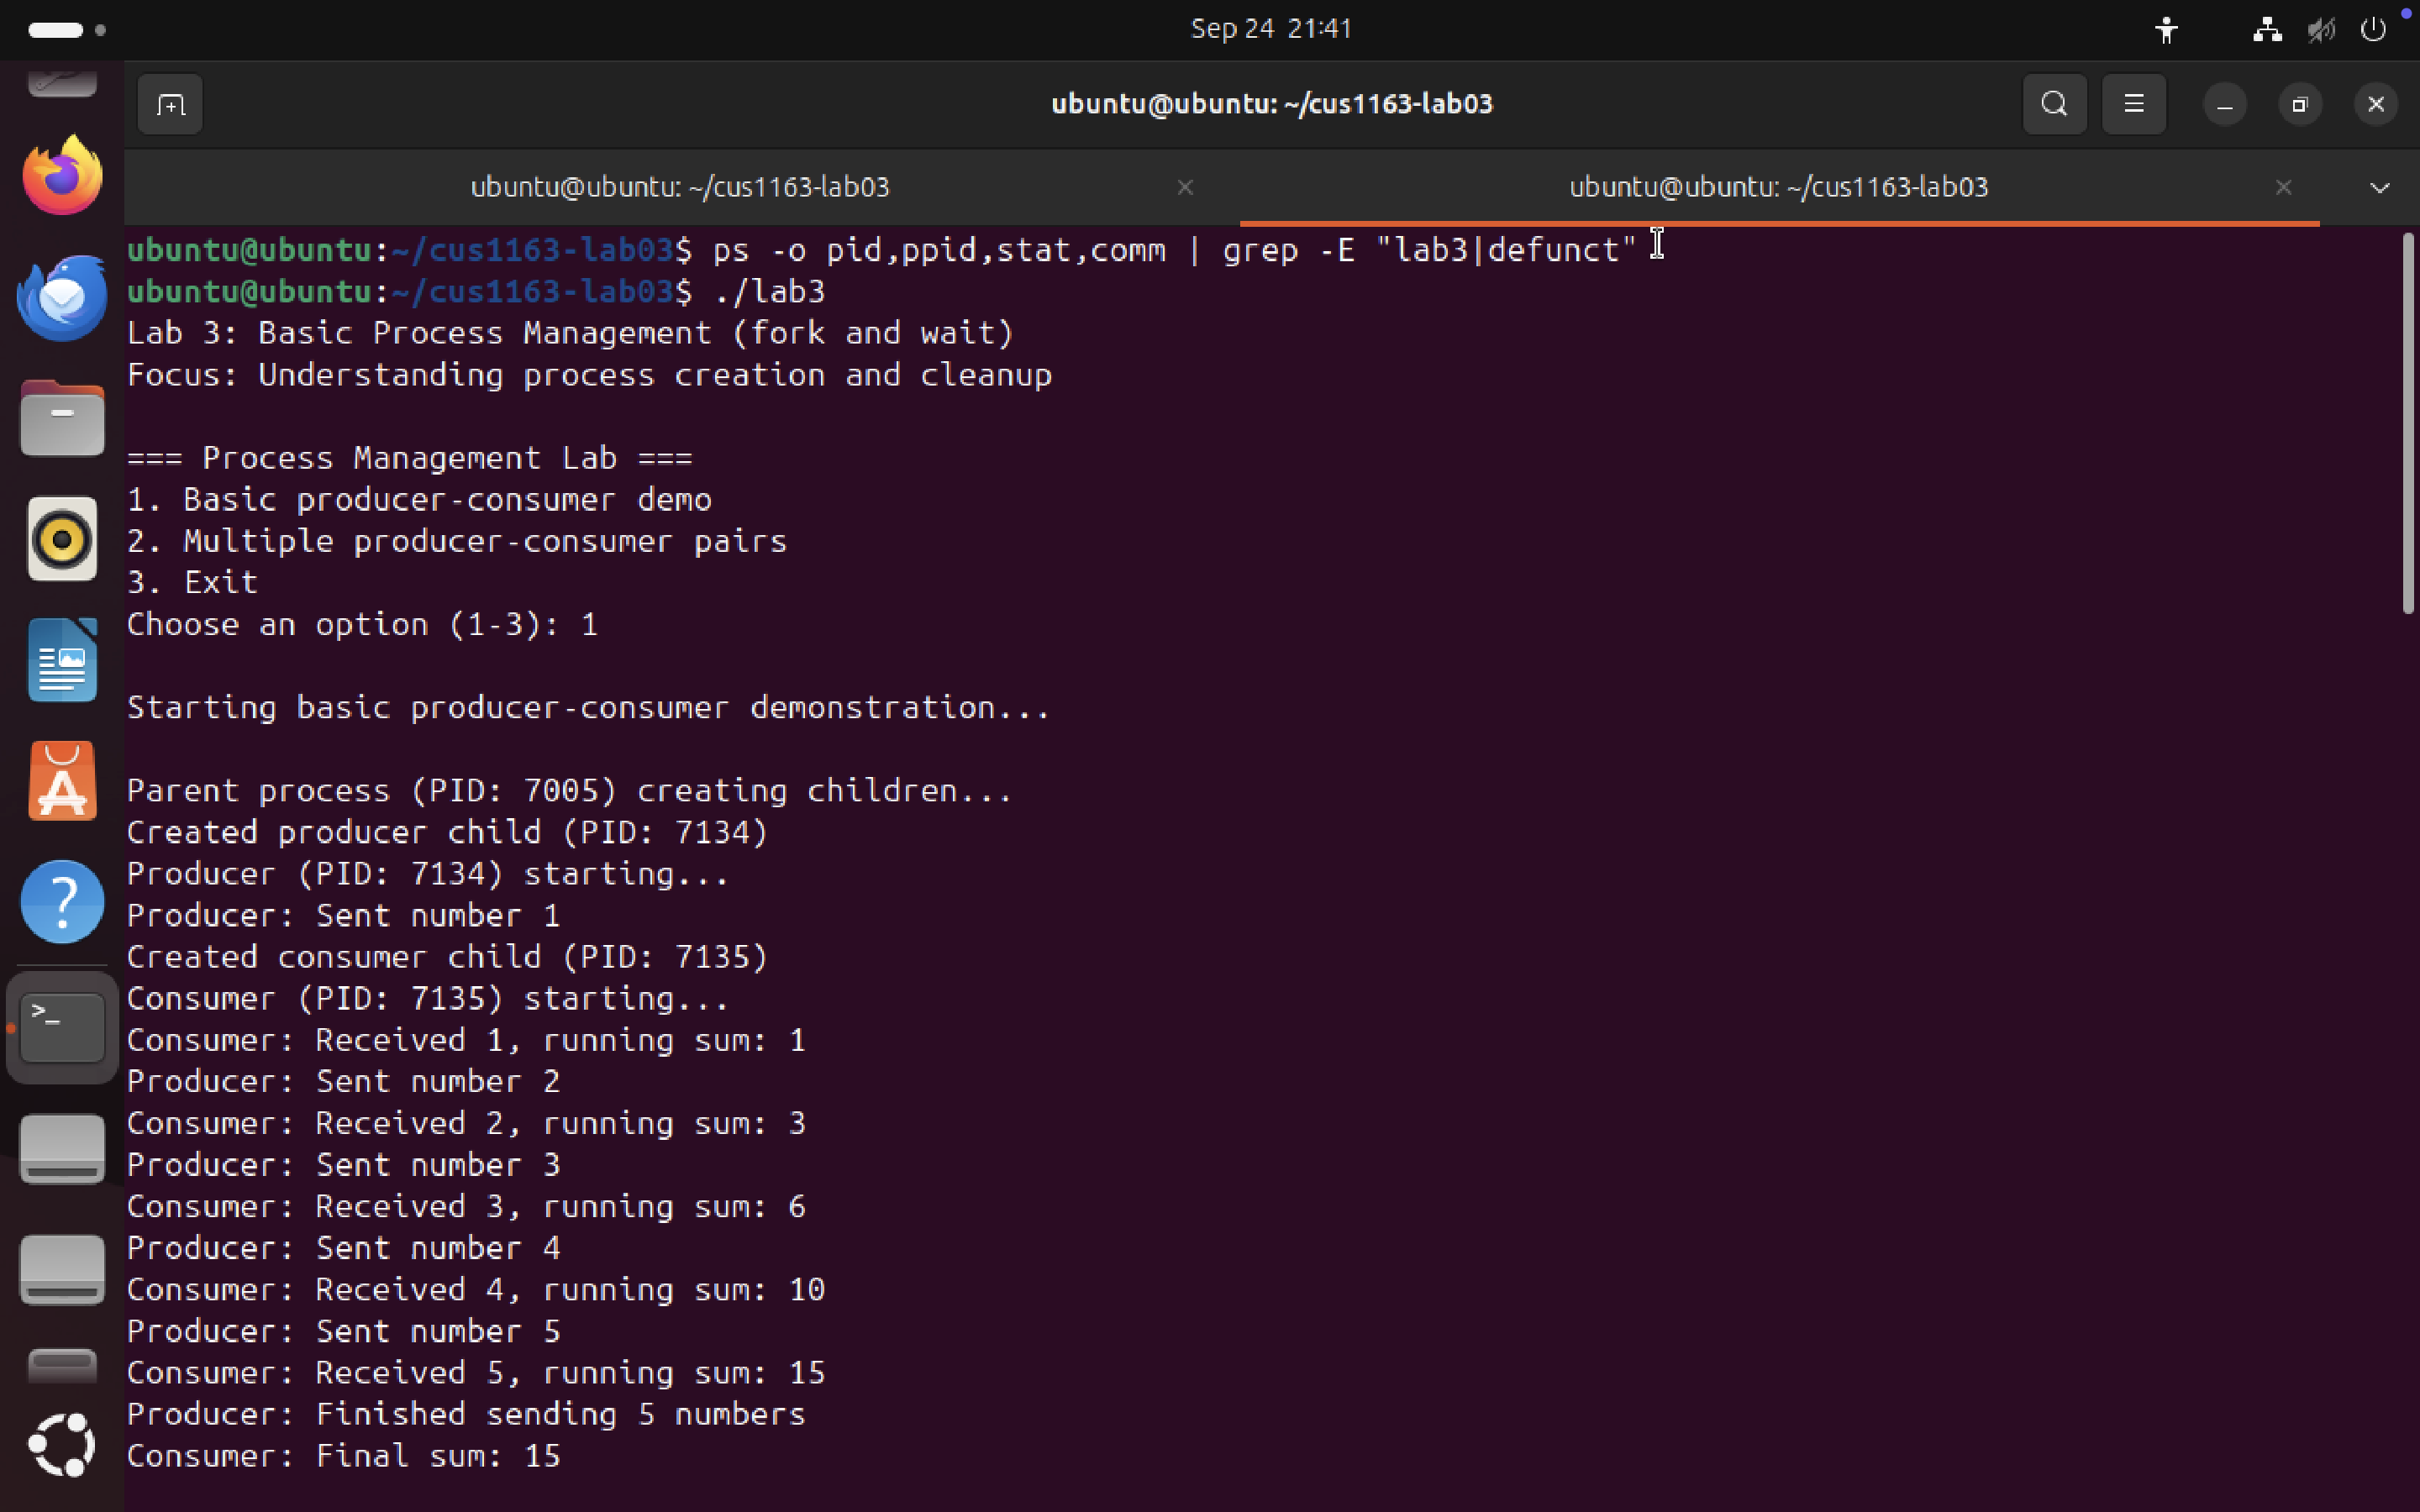 Sep 24 21:41
ubuntu@ubuntu: ~/cus1163-lab03
ubuntu@ubuntu: ~/cus1163-lab03
ubuntu@ubuntu: ~/cus1163-lab03
ubuntu@ubuntu:~/cus1163-lab03$ ps -o pid,ppid,stat,comm | grep -E "lab3|defunct"
ubuntu@ubuntu:~/cus1163-lab03$ ./lab3
Lab 3: Basic Process Management (fork and wait)
Focus: Understanding process creation and cleanup
=== Process Management Lab ===
1. Basic producer-consumer demo
2. Multiple producer-consumer pairs
3. Exit
Choose an option (1-3): 1
Starting basic producer-consumer demonstration...
Parent process (PID: 7005) creating children...
Created producer child (PID: 7134)
Producer (PID: 7134) starting...
Producer: Sent number 1
Created consumer child (PID: 7135)
Consumer (PID: 7135) starting...
Consumer: Received 1, running sum: 1
Producer: Sent number 2
Consumer: Received 2, running sum: 3
Producer: Sent number 3
Consumer: Received 3, running sum: 6
Producer: Sent number 4
Consumer: Received 4, running sum: 10
Producer: Sent number 5
Consumer: Received 5, running sum: 15
Producer: Finished sending 5 numbers
Consumer: Final sum: 15